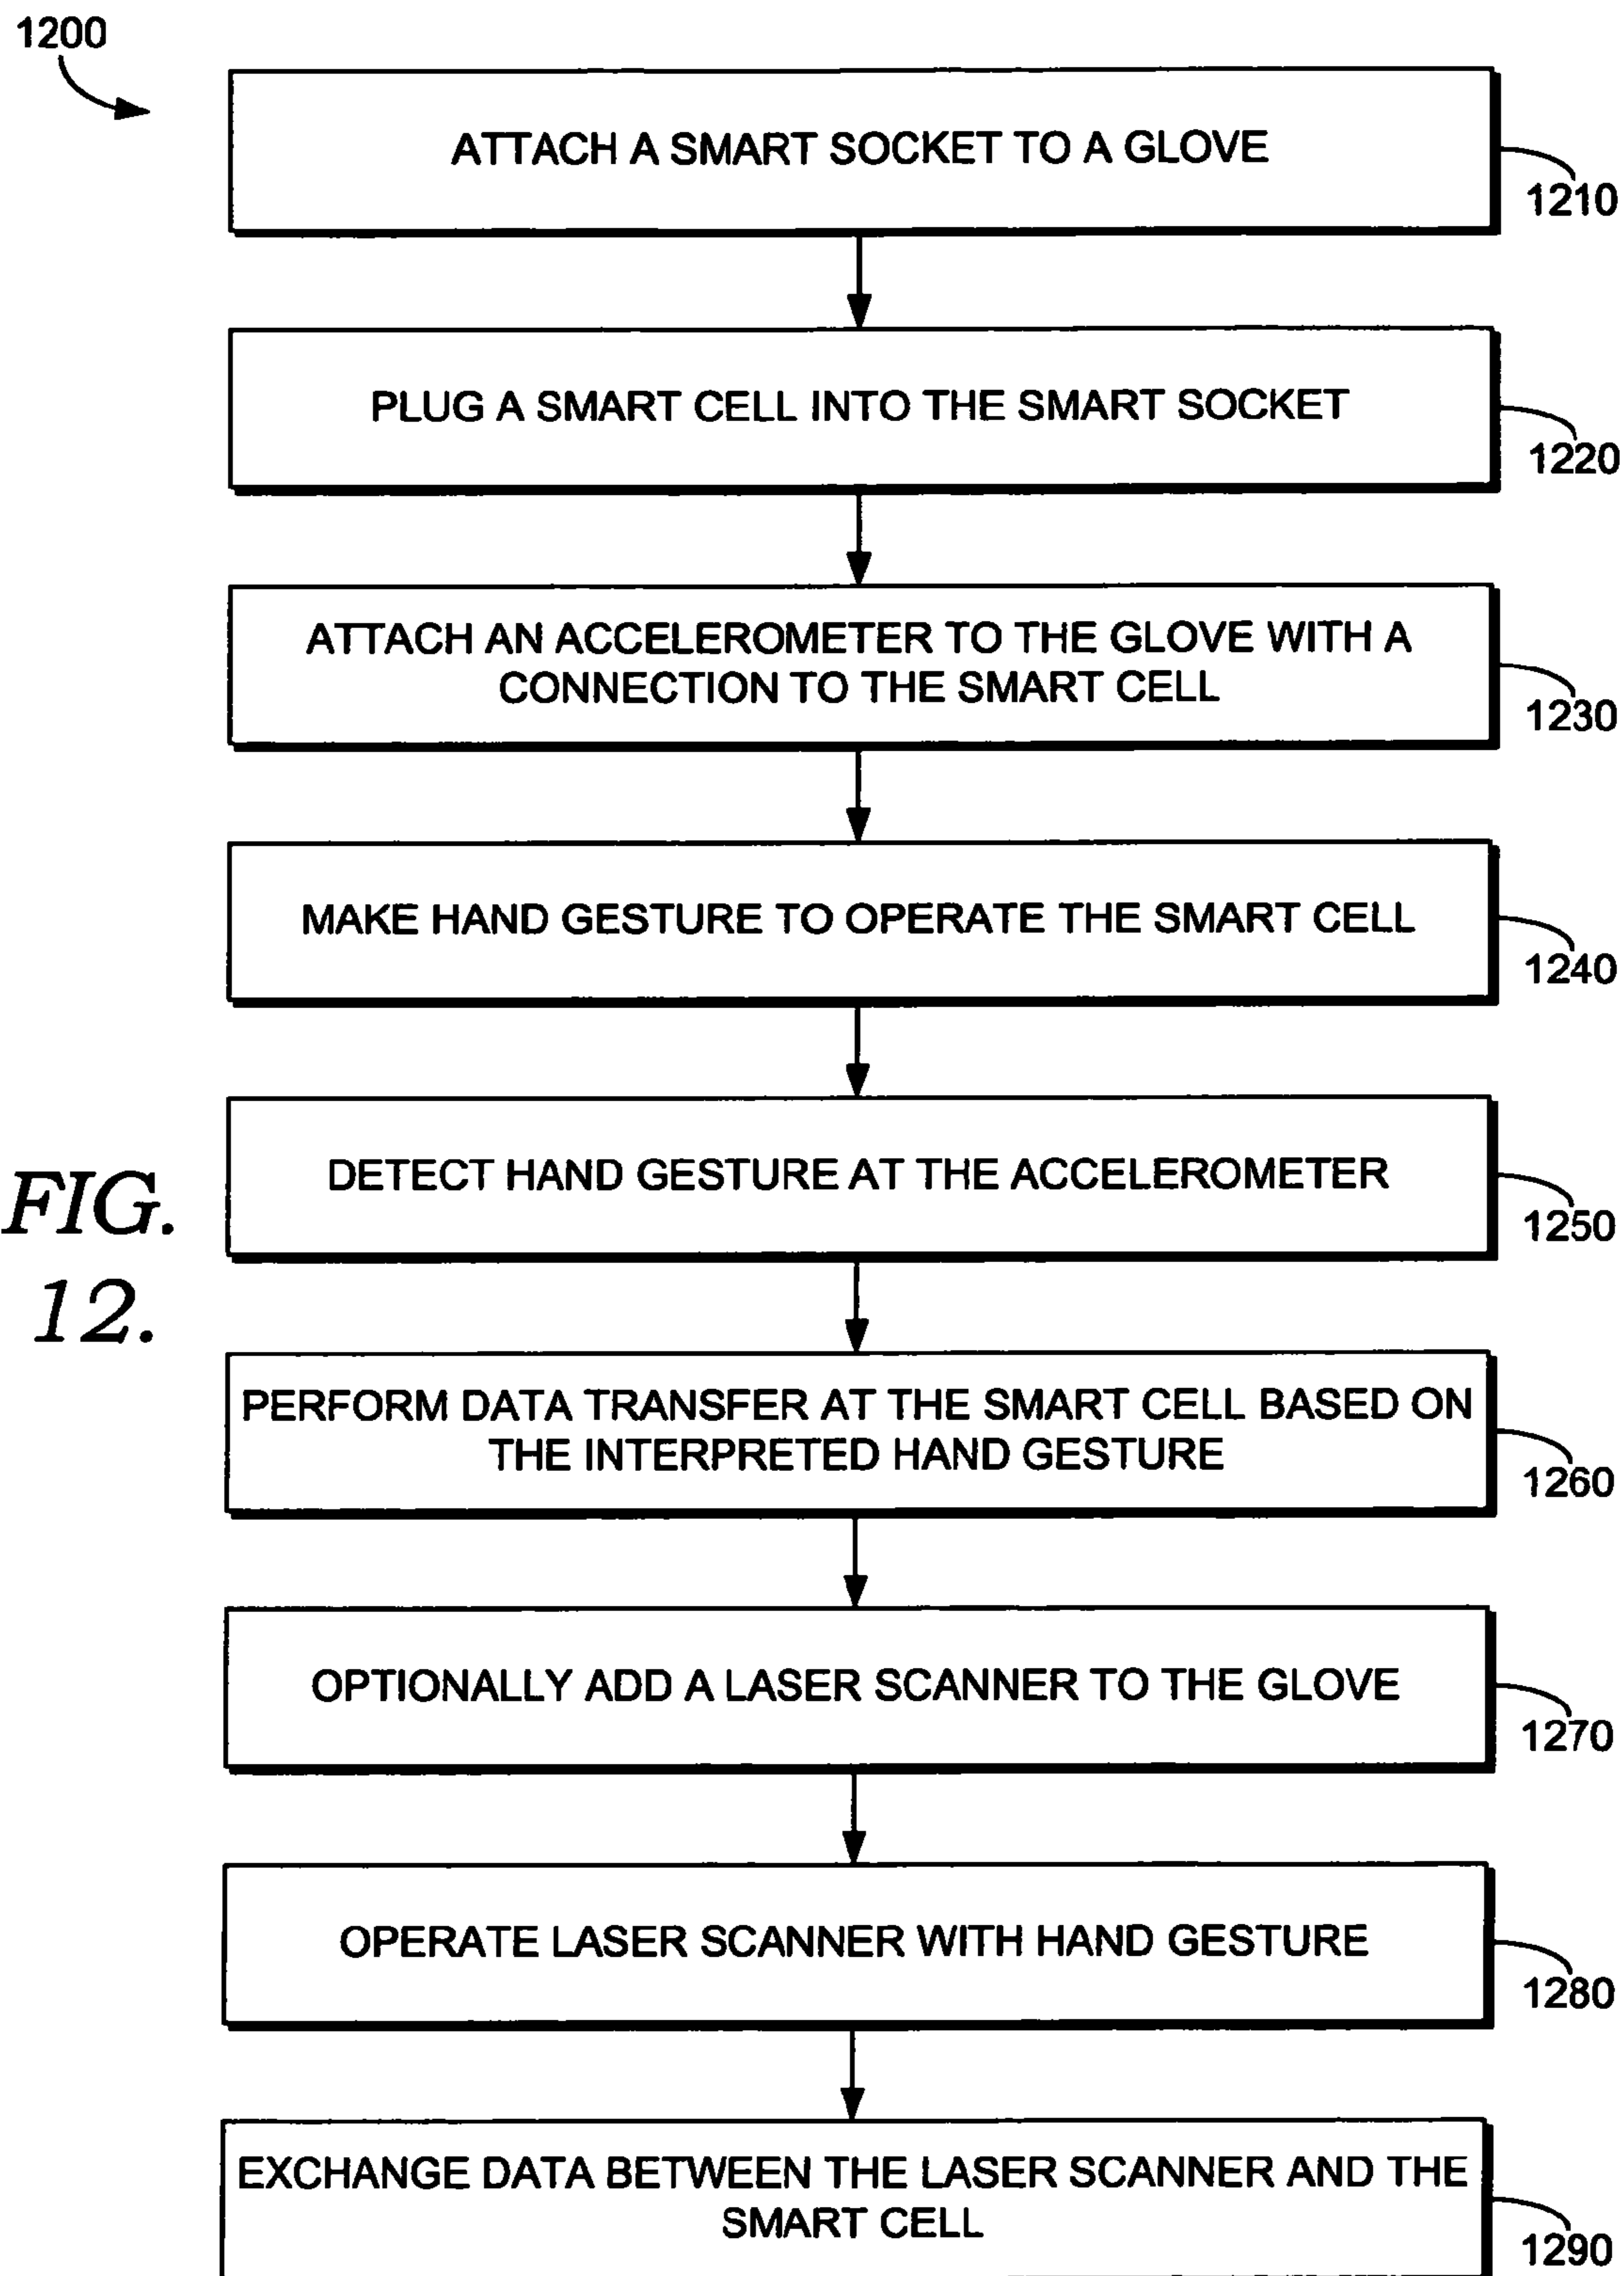 1200
ATTACH A SMART SOCKET TO A GLOVE
1210
PLUG A SMART CELL INTO THE SMART SOCKET
1220
ATTACH AN ACCELEROMETER TO THE GLOVE WITH A
CONNECTION TO THE SMART CELL
1230
MAKE HAND GESTURE TO OPERATE THE SMART CELL
1240
DETECT HAND GESTURE AT THE ACCELEROMETER
1250
FIG.
12.
PERFORM DATA TRANSFER AT THE SMART CELL BASED ON
THE INTERPRETED HAND GESTURE
1260
OPTIONALLY ADD A LASER SCANNER TO THE GLOVE
1270
OPERATE LASER SCANNER WITH HAND GESTURE
1280
EXCHANGE DATA BETWEEN THE LASER SCANNER AND THE
SMART CELL
1290